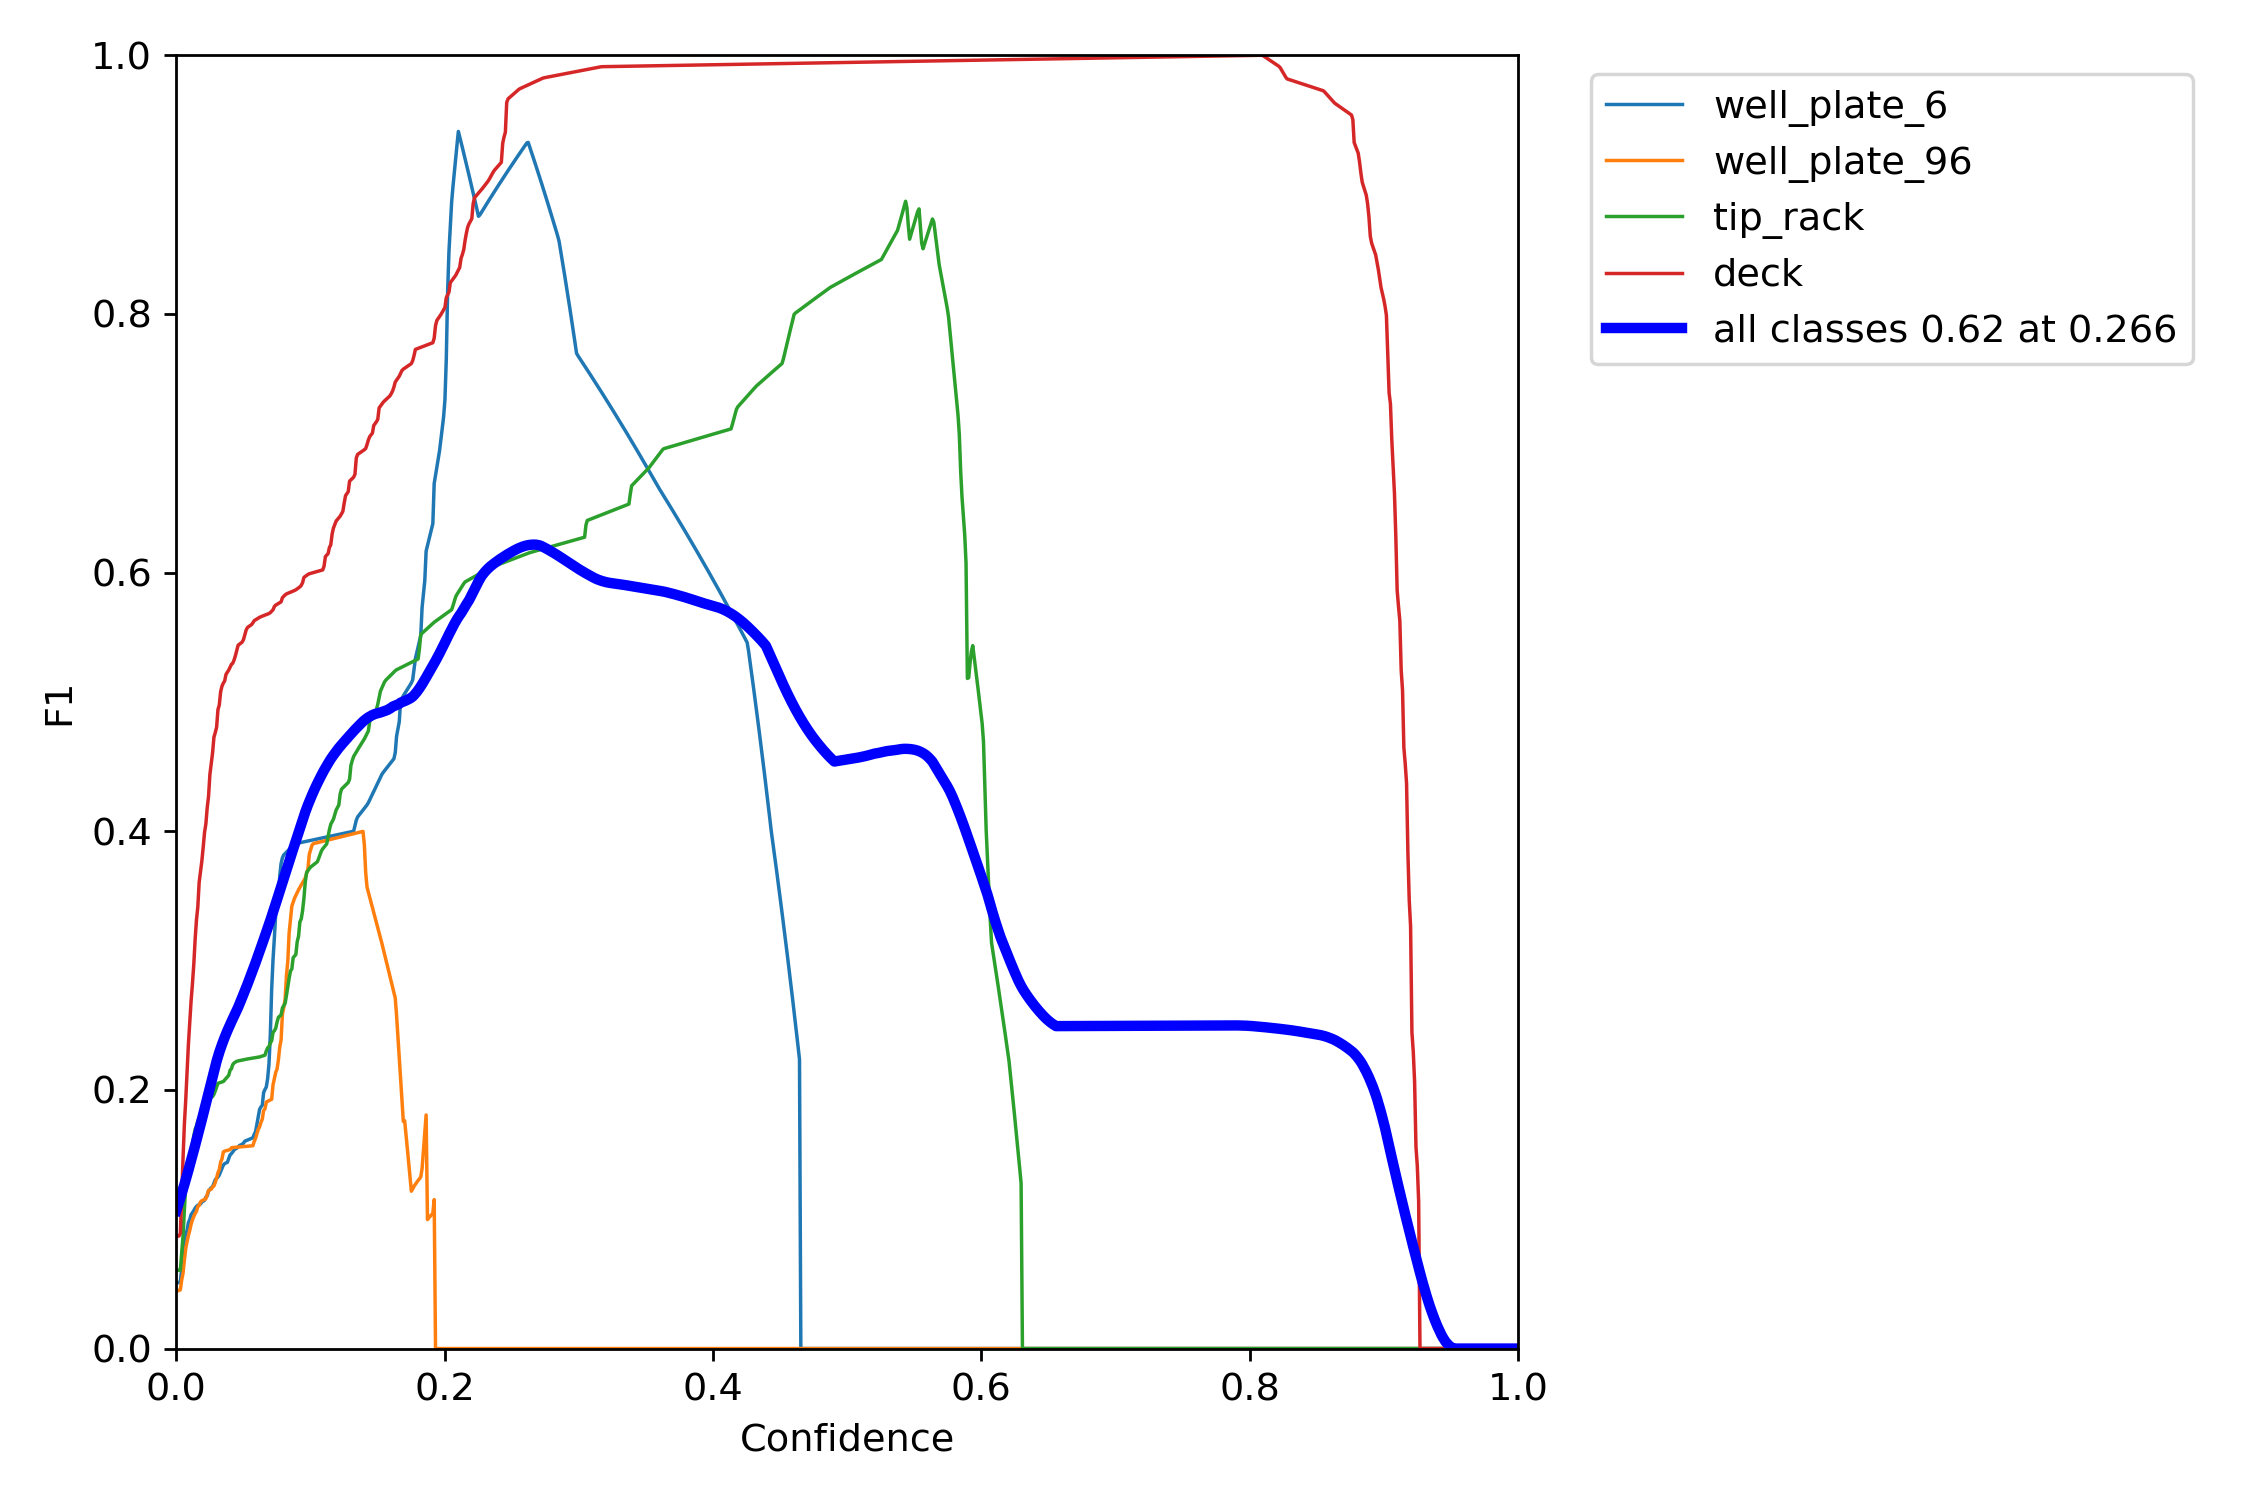 1.0
0.8
0.6
0.4
0.2
0.0
F1
0.0 0.2 0.4 0.6 0.8 1.0
Confidence
well_plate_6
well_plate_96
tip_rack
deck
all classes 0.62 at 0.266